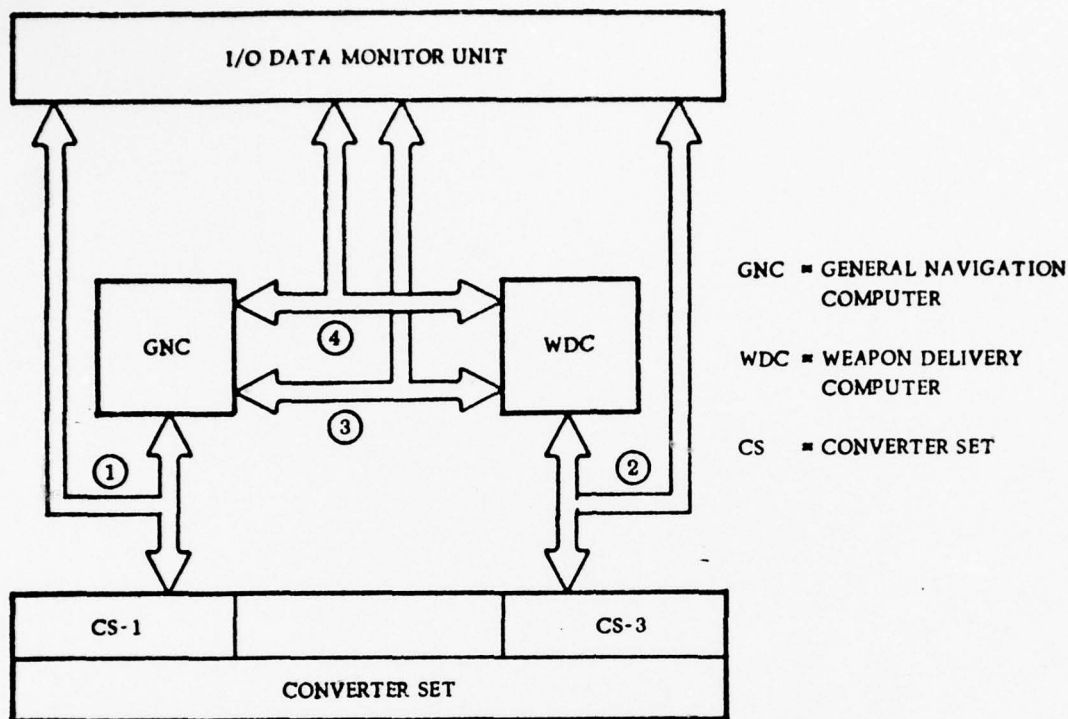 I/O DATA MONITOR UNIT
GNC
WDC
④
③
①
②
GNC = GENERAL NAVIGATION
COMPUTER
WDC = WEAPON DELIVERY
COMPUTER
CS = CONVERTER SET
CS-1
CS-3
CONVERTER SET